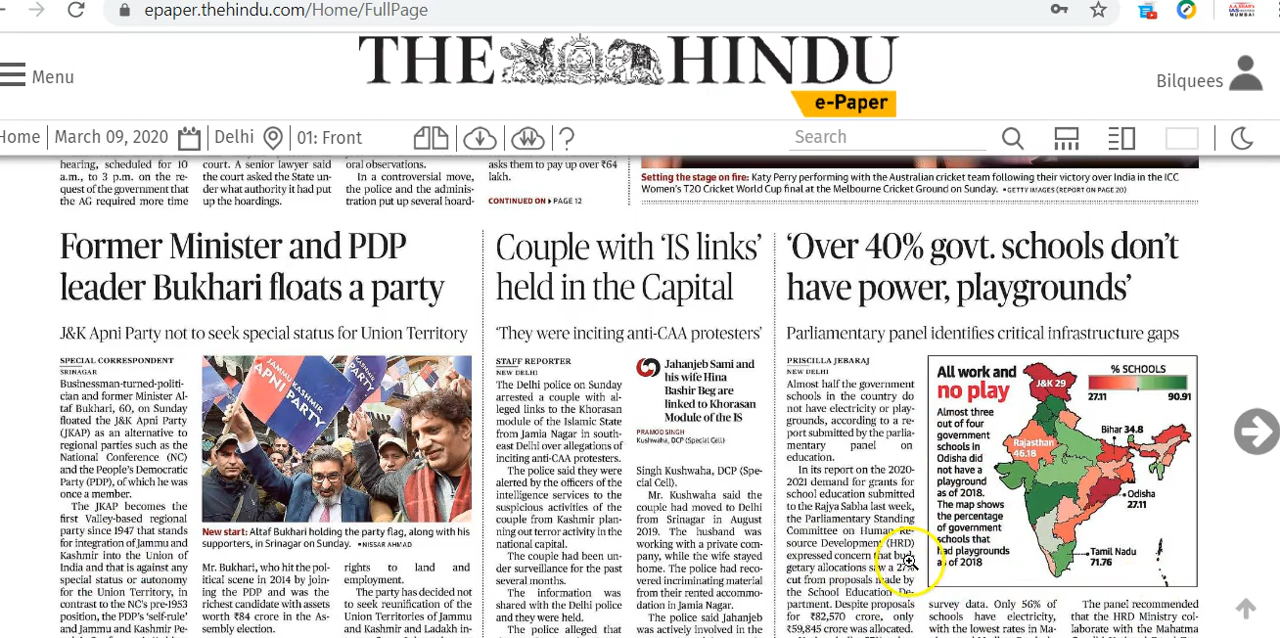 epaper.thehindu.com/Home/FullPage
Menu
THE HINDU
e-Paper
Bilquees
Home
March 09, 2020
Delhi
01: Front
Search
hearing, scheduled for 10
a.m., to 3 p.m. on the re-
quest of the government that
the AG required more time
court. A senior lawyer said
the court asked the State un-
der what authority it had put
up the hoardings.
oral observations.
In a controversial move,
the police and the adminis-
tration put up several hoard-
asks them to pay up over ₹64
lakh.
CONTINUED ON ▸ PAGE 12
Setting the stage on fire: Katy Perry performing with the Australian cricket team following their victory over India in the ICC
Women's T20 Cricket World Cup final at the Melbourne Cricket Ground on Sunday. ▪ GETTY IMAGES (REPORT ON PAGE 20)
Former Minister and PDP
leader Bukhari floats a party
J&K Apni Party not to seek special status for Union Territory
SPECIAL CORRESPONDENT
SRINAGAR
Businessman-turned-politi-
cian and former Minister Al-
taf Bukhari, 60, on Sunday
floated the J&K Apni Party
(JKAP) as an alternative to
regional parties such as the
National Conference (NC)
and the People's Democratic
Party (PDP), of which he was
once a member.
The JKAP becomes the
first Valley-based regional
party since 1947 that stands
for integration of Jammu and
Kashmir into the Union of
India and that is against any
special status or autonomy
for the Union Territory, in
contrast to the NC's pre-1953
position, the PDP's 'self-rule'
and Jammu and Kashmir Pe-
JAMMU KASHMIR
APNI PARTY
PARTY
New start: Altaf Bukhari holding the party flag, along with his
supporters, in Srinagar on Sunday. ▪ NISSAR AHMAD
Mr. Bukhari, who hit the pol-
itical scene in 2014 by join-
ing the PDP and was the
richest candidate with assets
worth ₹84 crore in the As-
sembly election.
rights to land and
employment.
The party has decided not
to seek reunification of the
Union Territories of Jammu
and Kashmir and Ladakh in-
Couple with 'IS links'
held in the Capital
'They were inciting anti-CAA protesters'
STAFF REPORTER
NEW DELHI
The Delhi police on Sunday
arrested a couple with al-
leged links to the Khorasan
module of the Islamic State
from Jamia Nagar in south-
east Delhi over allegations of
inciting anti-CAA protesters.
The police said they were
alerted by the officers of the
intelligence services to the
suspicious activities of the
couple from Kashmir plan-
ning out terror activity in the
national capital.
The couple had been un-
der surveillance for the past
several months.
The information was
shared with the Delhi police
and they were held.
The police alleged that
Jahanjeb Sami and
his wife Hina
Bashir Beg are
linked to Khorasan
Module of the IS
PRAMOD SINGH
Kushwaha, DCP (Special Cell)
Singh Kushwaha, DCP (Spe-
cial Cell).
Mr. Kushwaha said the
couple had moved to Delhi
from Srinagar in August
2019. The husband was
working with a private com-
pany, while the wife stayed
home. The police had reco-
vered incriminating material
from their rented accommo-
dation in Jamia Nagar.
The police said Jahanjeb
was actively involved in the
'Over 40% govt. schools don't
have power, playgrounds'
Parliamentary panel identifies critical infrastructure gaps
PRISCILLA JEBARAJ
NEW DELHI
Almost half the government
schools in the country do
not have electricity or play-
grounds, according to a re-
port submitted by the parlia-
mentary panel on
education.
In its report on the 2020-
2021 demand for grants for
school education submitted
to the Rajya Sabha last week,
the Parliamentary Standing
Committee on Human Re-
source Development (HRD)
expressed concern that bud-
getary allocations saw a 27%
cut from proposals made by
the School Education De-
partment. Despite proposals
for ₹82,570 crore, only
₹59,845 crore was allocated.
All work and
no play
Almost three
out of four
government
schools in
Odisha did
not have a
playground
as of 2018.
The map shows
the percentage
of government
schools that
had playgrounds
as of 2018
% SCHOOLS
27.11 90.91
J&K 29
Rajasthan
46.18
Bihar 34.8
Odisha
27.11
Tamil Nadu
71.76
survey data. Only 56% of
schools have electricity,
with the lowest rates in Ma-
The panel recommended
that the HRD Ministry col-
laborate with the Mahatma